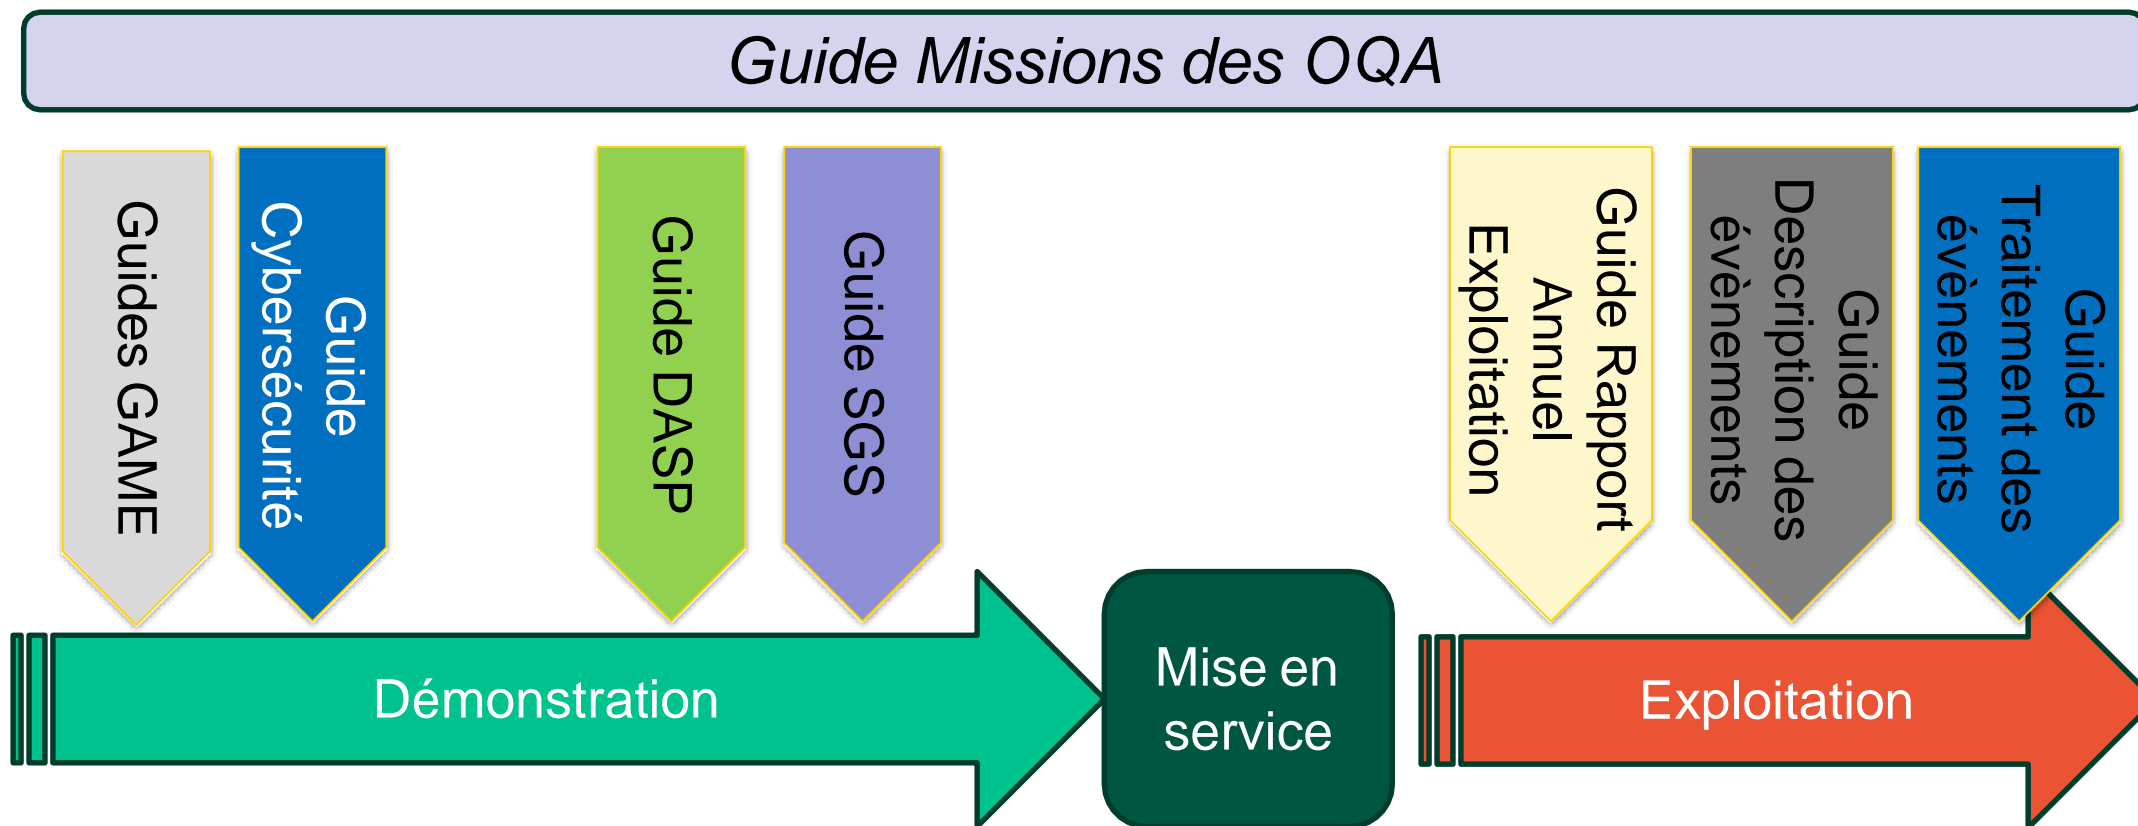 Guide Missions des OQA
Guides GAME
Guide
Cybersécurité
Guide DASP
Guide SGS
Guide Rapport
Annuel
Exploitation
Guide
Description des
évènements
Guide
Traitement des
évènements
Démonstration
Mise en
service
Exploitation